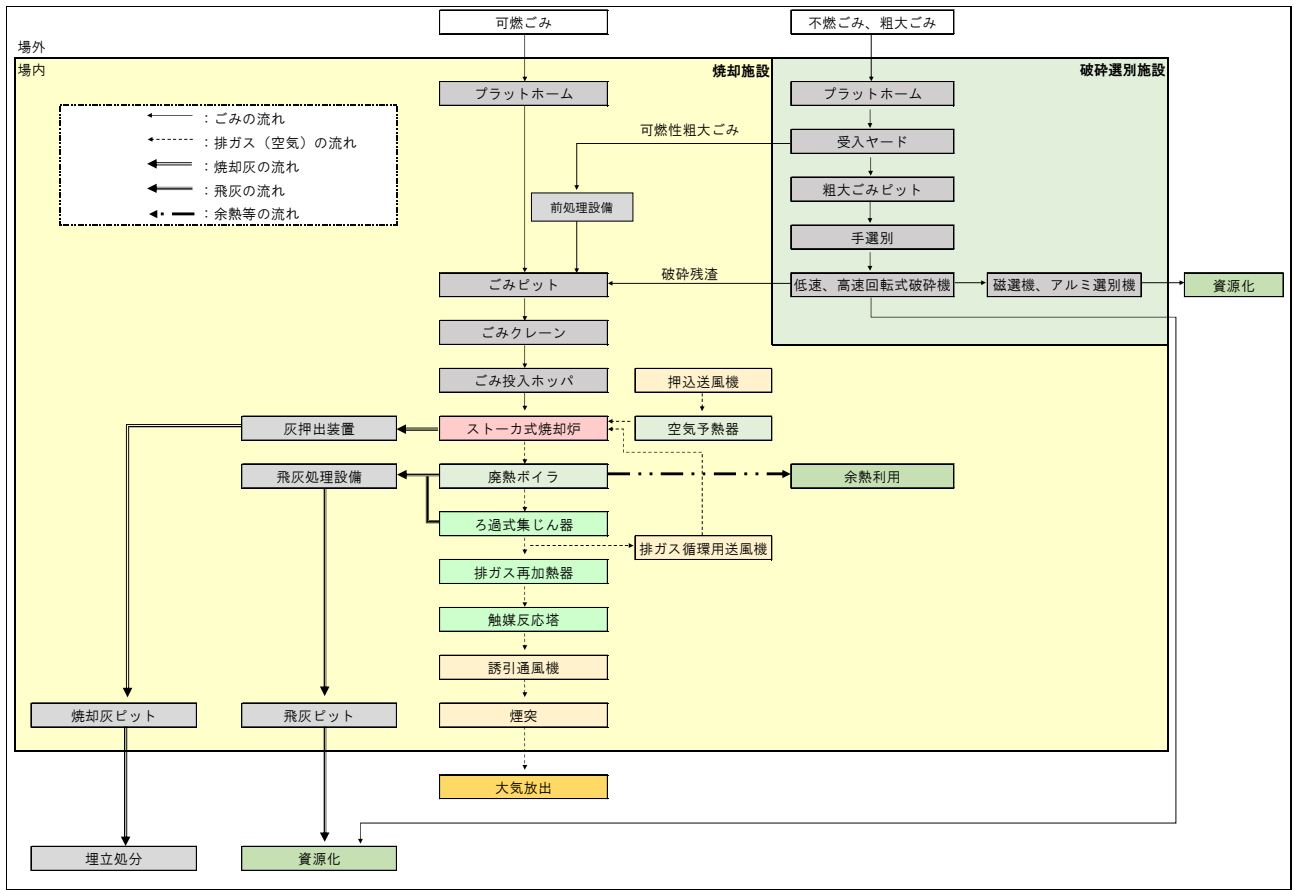 可燃ごみ
不燃ごみ、粗大ごみ
場外
場内
焼却施設
破砕選別施設
プラットホーム
プラットホーム
：ごみの流れ
：排ガス（空気）の流れ
：焼却灰の流れ
：飛灰の流れ
：余熱等の流れ
可燃性粗大ごみ
受入ヤード
粗大ごみピット
前処理設備
手選別
破砕残渣
ごみピット
低速、高速回転式破砕機
磁選機、アルミ選別機
資源化
ごみクレーン
ごみ投入ホッパ
押込送風機
灰押出装置
ストーカ式焼却炉
空気予熱器
飛灰処理設備
廃熱ボイラ
余熱利用
ろ過式集じん器
排ガス循環用送風機
排ガス再加熱器
触媒反応塔
誘引通風機
焼却灰ピット
飛灰ピット
煙突
大気放出
埋立処分
資源化